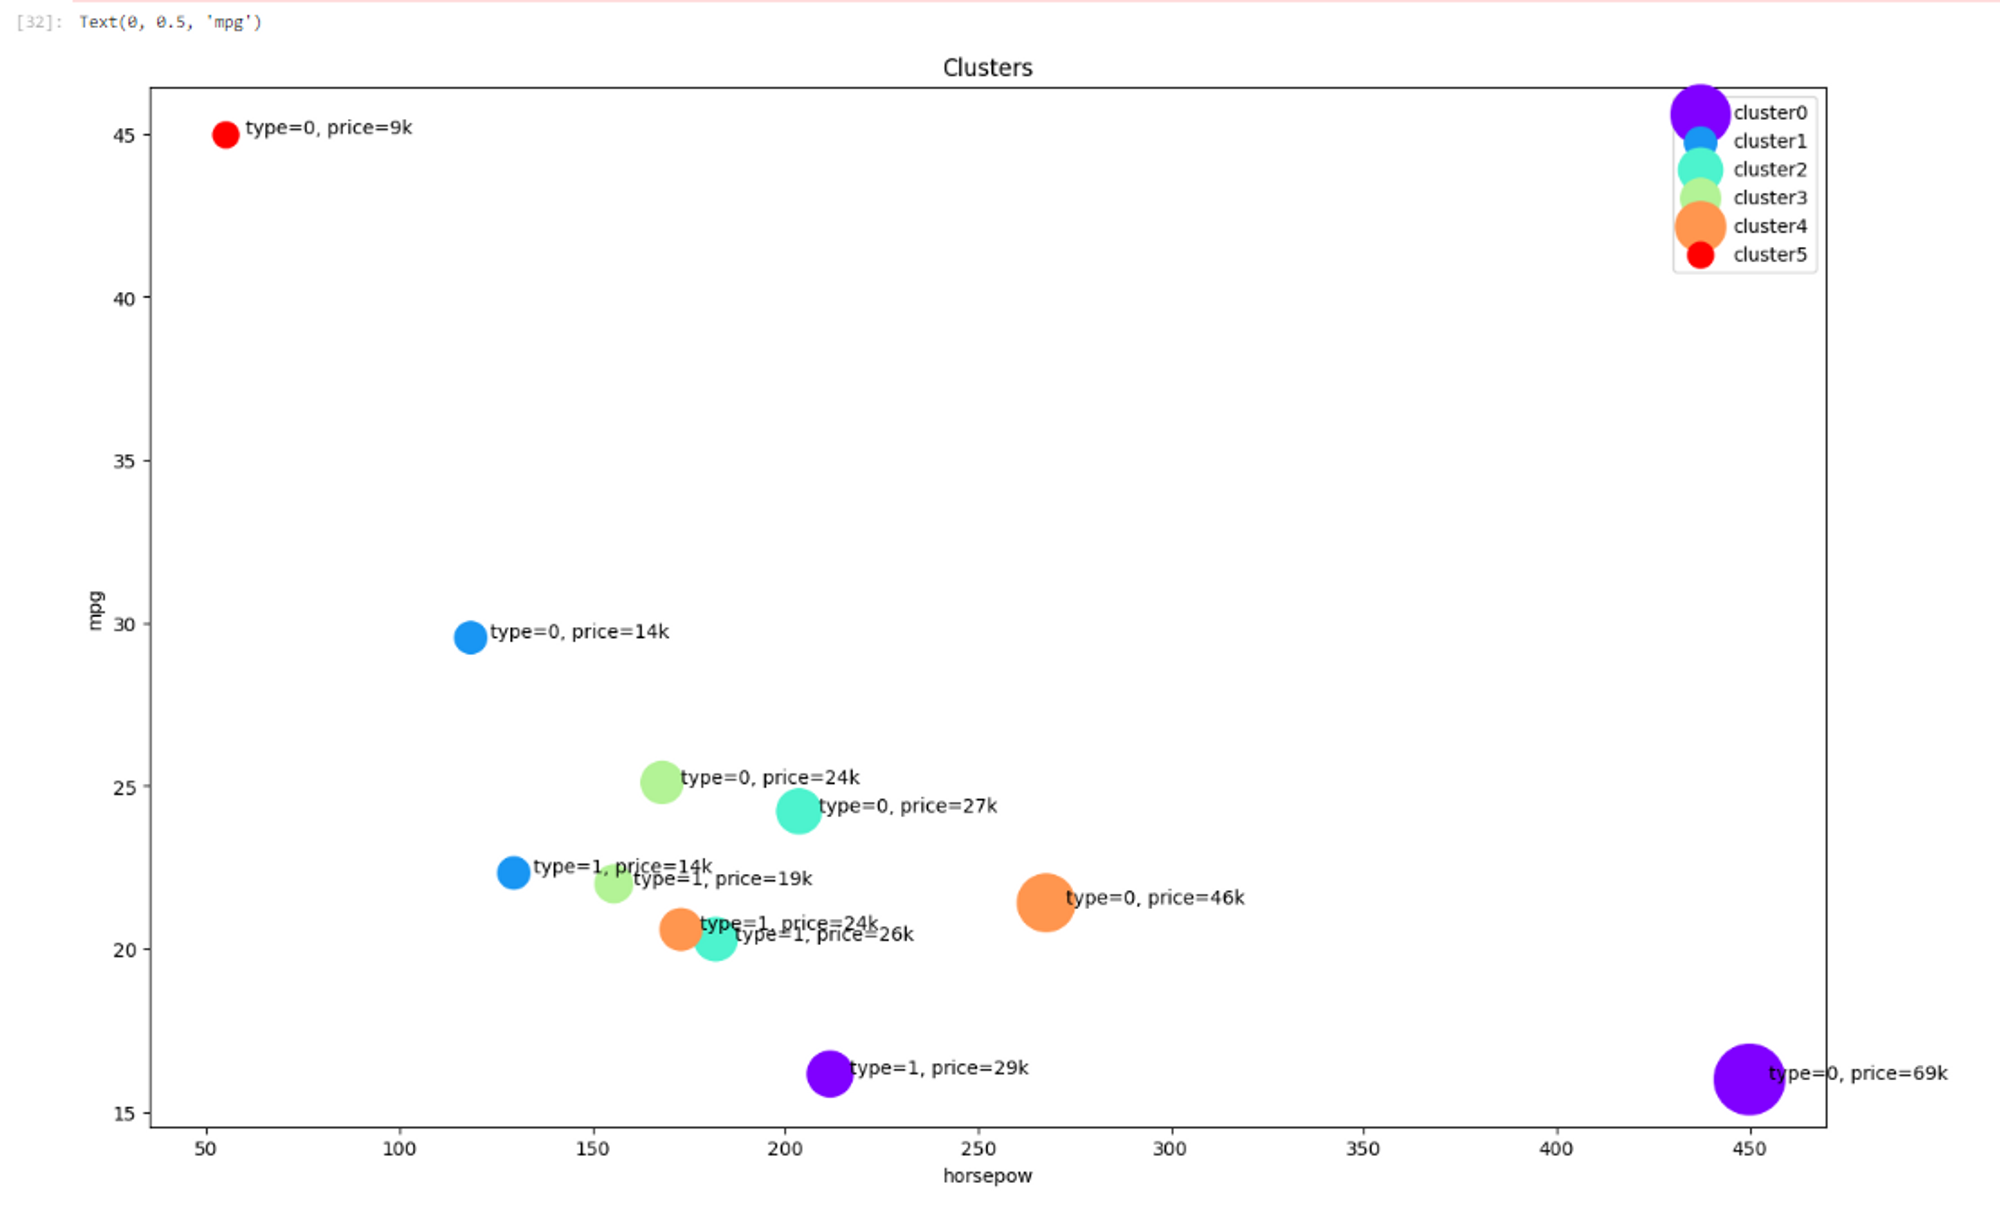 [32]: Text(0, 0.5, 'mpg')
Clusters
cluster0
cluster1
cluster2
cluster3
cluster4
cluster5
type=0, price=9k
type=0, price=14k
type=0, price=24k
type=0, price=27k
type=1, price=14k
type=1, price=19k
type=0, price=46k
type=1, price=24k
type=1, price=26k
type=1, price=29k
type=0, price=69k
45
40
35
30
25
20
15
mpg
50 100 150 200 250 300 350 400 450
horsepow